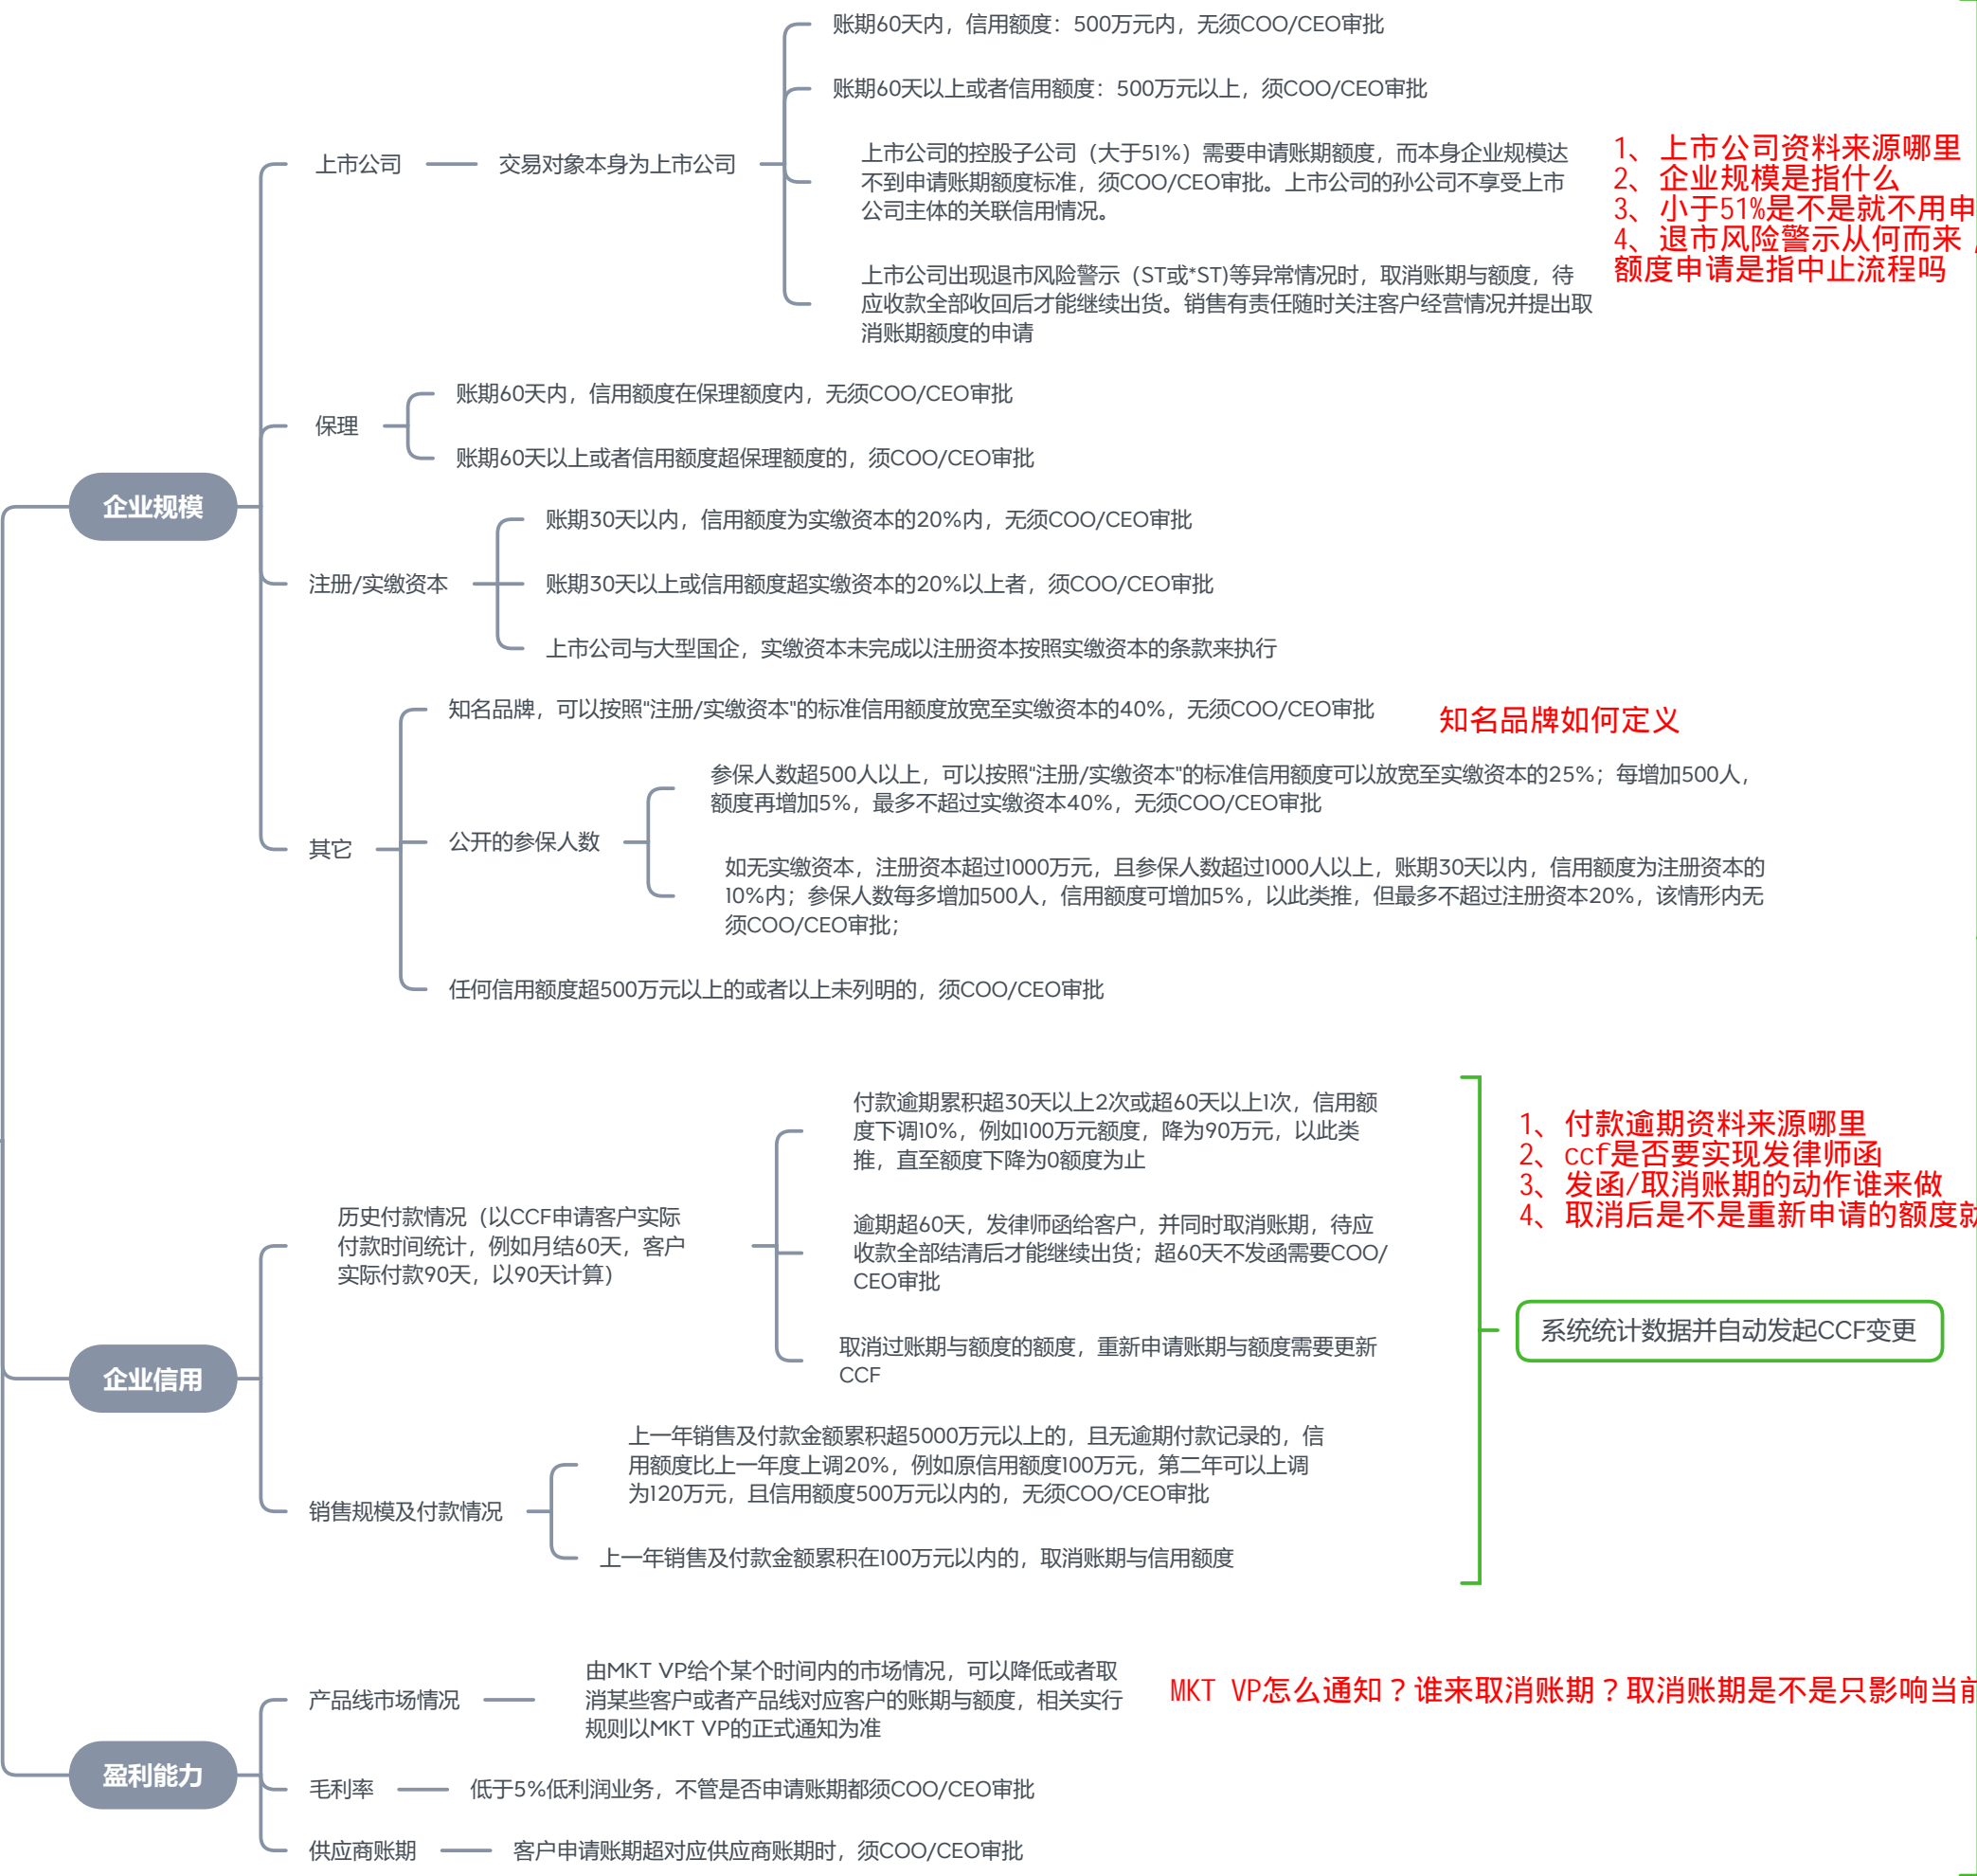 账期60天内，信用额度：500万元内，无须COO/CEO审批
账期60天以上或者信用额度：500万元以上，须COO/CEO审批
上市公司
交易对象本身为上市公司
上市公司的控股子公司（大于51%）需要申请账期额度，而本身企业规模达
不到申请账期额度标准，须COO/CEO审批。上市公司的孙公司不享受上市
公司主体的关联信用情况。
上市公司出现退市风险警示（ST或*ST)等异常情况时，取消账期与额度，待
应收款全部收回后才能继续出货。销售有责任随时关注客户经营情况并提出取
消账期额度的申请
1、上市公司资料来源哪里
2、企业规模是指什么
3、小于51%是不是就不用申
4、退市风险警示从何而来
额度申请是指中止流程吗
保理
账期60天内，信用额度在保理额度内，无须COO/CEO审批
账期60天以上或者信用额度超保理额度的，须COO/CEO审批
企业规模
注册/实缴资本
账期30天以内，信用额度为实缴资本的20%内，无须COO/CEO审批
账期30天以上或信用额度超实缴资本的20%以上者，须COO/CEO审批
上市公司与大型国企，实缴资本未完成以注册资本按照实缴资本的条款来执行
其它
知名品牌，可以按照"注册/实缴资本"的标准信用额度放宽至实缴资本的40%，无须COO/CEO审批
知名品牌如何定义
公开的参保人数
参保人数超500人以上，可以按照"注册/实缴资本"的标准信用额度可以放宽至实缴资本的25%；每增加500人，
额度再增加5%，最多不超过实缴资本40%，无须COO/CEO审批
如无实缴资本，注册资本超过1000万元，且参保人数超过1000人以上，账期30天以内，信用额度为注册资本的
10%内；参保人数每多增加500人，信用额度可增加5%，以此类推，但最多不超过注册资本20%，该情形内无
须COO/CEO审批；
任何信用额度超500万元以上的或者以上未列明的，须COO/CEO审批
企业信用
历史付款情况（以CCF申请客户实际
付款时间统计，例如月结60天，客户
实际付款90天，以90天计算）
付款逾期累积超30天以上2次或超60天以上1次，信用额
度下调10%，例如100万元额度，降为90万元，以此类
推，直至额度下降为0额度为止
逾期超60天，发律师函给客户，并同时取消账期，待应
收款全部结清后才能继续出货；超60天不发函需要COO/
CEO审批
取消过账期与额度的额度，重新申请账期与额度需要更新
CCF
1、付款逾期资料来源哪里
2、ccf是否要实现发律师函
3、发函/取消账期的动作谁来做
4、取消后是不是重新申请的额度就
系统统计数据并自动发起CCF变更
销售规模及付款情况
上一年销售及付款金额累积超5000万元以上的，且无逾期付款记录的，信
用额度比上一年度上调20%，例如原信用额度100万元，第二年可以上调
为120万元，且信用额度500万元以内的，无须COO/CEO审批
上一年销售及付款金额累积在100万元以内的，取消账期与信用额度
盈利能力
产品线市场情况
由MKT VP给个某个时间内的市场情况，可以降低或者取
消某些客户或者产品线对应客户的账期与额度，相关实行
规则以MKT VP的正式通知为准
MKT VP怎么通知？谁来取消账期？取消账期是不是只影响当前
毛利率
低于5%低利润业务，不管是否申请账期都须COO/CEO审批
供应商账期
客户申请账期超对应供应商账期时，须COO/CEO审批